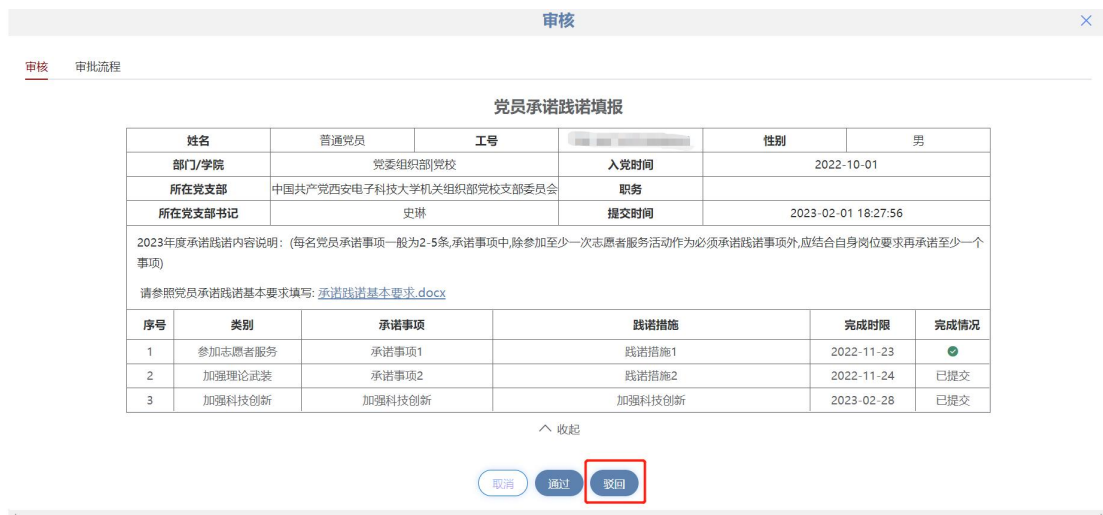 审核
审核 审批流程
党员承诺践诺填报
姓名 普通党员 工号 性别 男
部门/学院 党委组织部|党校 入党时间 2022-10-01
所在党支部 中国共产党西安电子科技大学机关组织部党校支部委员会 职务
所在党支部书记 史琳 提交时间 2023-02-01 18:27:56
2023年度承诺践诺内容说明：(每名党员承诺事项一般为2-5条,承诺事项中,除参加至少一次志愿者服务活动作为必须承诺践诺事项外,应结合自身岗位要求再承诺至少一个
事项)
请参照党员承诺践诺基本要求填写: 承诺践诺基本要求.docx
序号 类别 承诺事项 践诺措施 完成时限 完成情况
1 参加志愿者服务 承诺事项1 践诺措施1 2022-11-23
2 加强理论武装 承诺事项2 践诺措施2 2022-11-24 已提交
3 加强科技创新 加强科技创新 加强科技创新 2023-02-28 已提交
收起
取消 通过 驳回